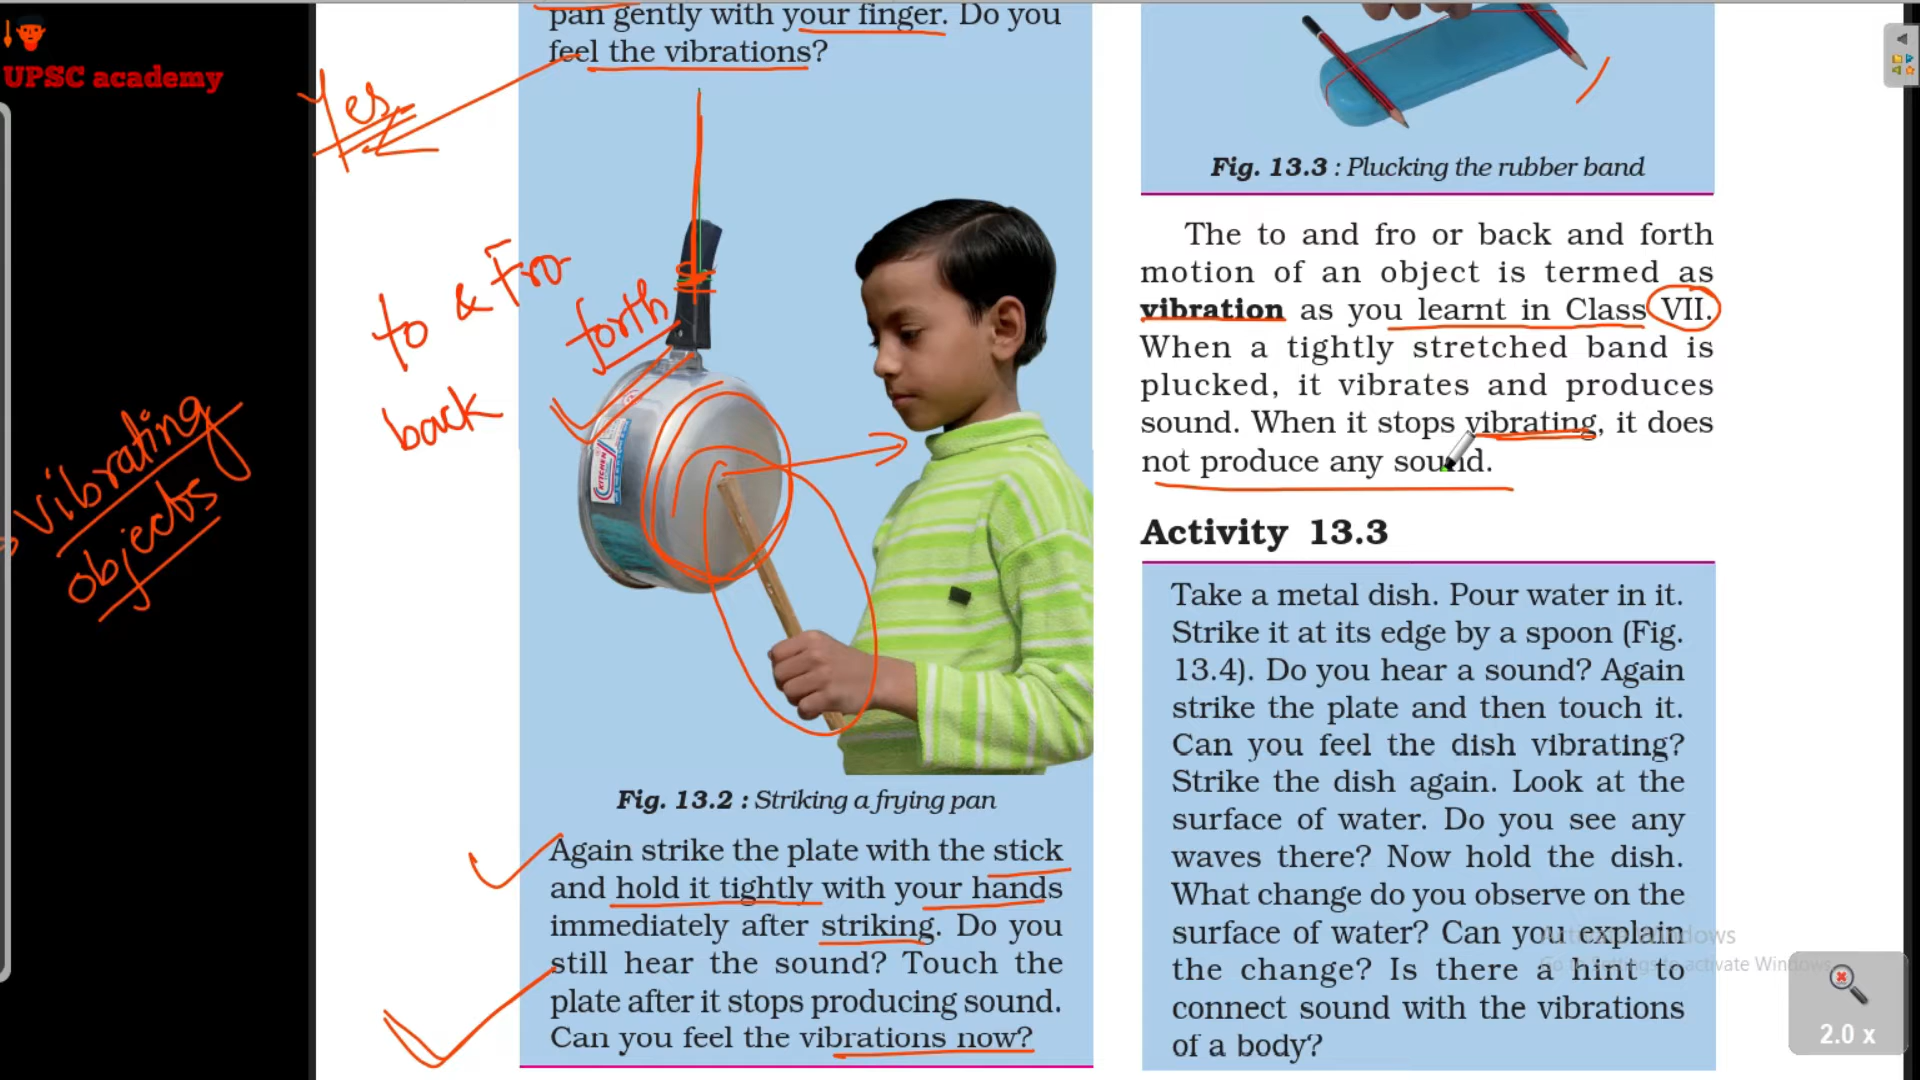 UPSC academy
Vibrating
objects
Yes
to & Fro
back
forth
pan gently with your finger. Do you
feel the vibrations?
KITCHEN
Fig. 13.2 : Striking a frying pan
Again strike the plate with the stick
and hold it tightly with your hands
immediately after striking. Do you
still hear the sound? Touch the
plate after it stops producing sound.
Can you feel the vibrations now?
Fig. 13.3 : Plucking the rubber band
The to and fro or back and forth
motion of an object is termed as
vibration as you learnt in Class VII.
When a tightly stretched band is
plucked, it vibrates and produces
sound. When it stops vibrating, it does
not produce any sound.
Activity 13.3
Take a metal dish. Pour water in it.
Strike it at its edge by a spoon (Fig.
13.4). Do you hear a sound? Again
strike the plate and then touch it.
Can you feel the dish vibrating?
Strike the dish again. Look at the
surface of water. Do you see any
waves there? Now hold the dish.
What change do you observe on the
surface of water? Can you explain
the change? Is there a hint to
connect sound with the vibrations
of a body?
Activate Windows
Go to Settings to activate Windows.
2.0 x